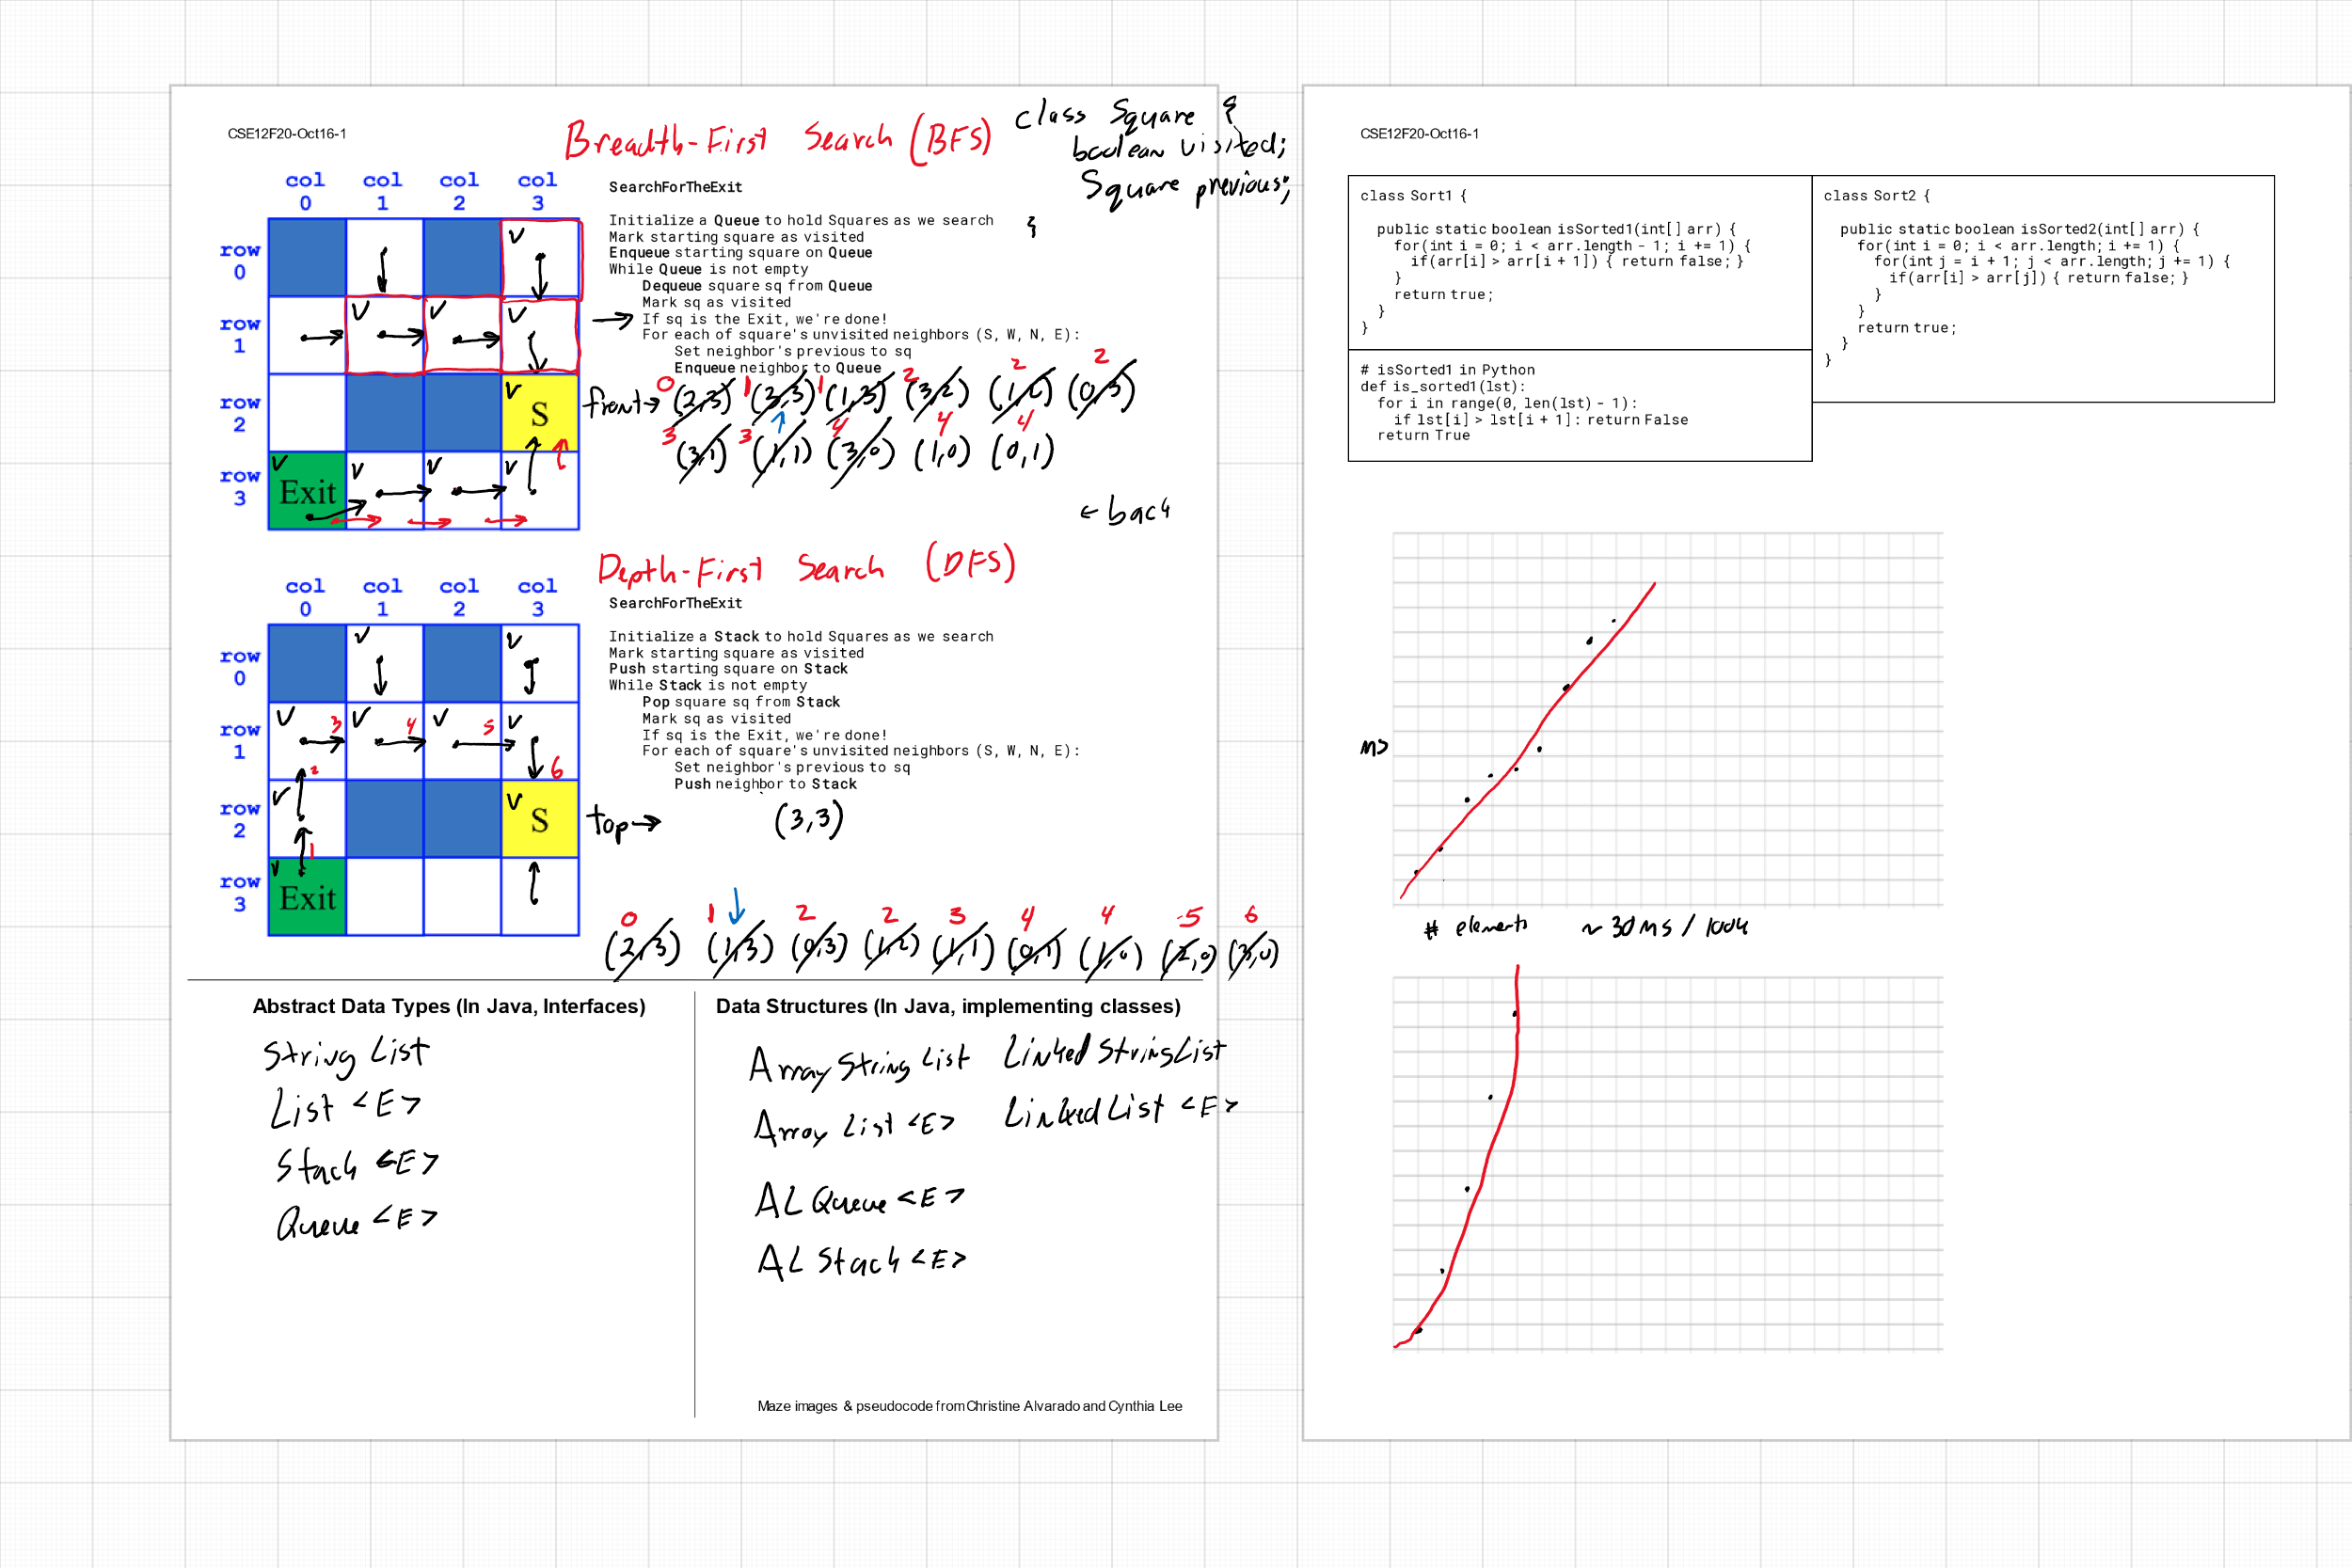 CSE12F20-Oct16-1
Breadth-First Search (BFS)
class Square {
boolean visited;
Square previous;
}
col 0 col 1 col 2 col 3
row 0
row 1
row 2
row 3
V
V V V
V S
V Exit V V V
SearchForTheExit
Initialize a Queue to hold Squares as we search
Mark starting square as visited
Enqueue starting square on Queue
While Queue is not empty
Dequeue square sq from Queue
Mark sq as visited
If sq is the Exit, we're done!
For each of square's unvisited neighbors (S, W, N, E):
Set neighbor's previous to sq
Enqueue neighbor to Queue
0 1 1 2 2 2
front→ (2,3) (3,3) (1,3) (3,2) (1,2) (0,3)
3 3 4 4 4
(3,1) (1,1) (3,0) (1,0) (0,1)
← back
Depth-First Search (DFS)
col 0 col 1 col 2 col 3
row 0
row 1
row 2
row 3
V V
V 3 V 4 V 5 V
2 6
V V S
1
V Exit
SearchForTheExit
Initialize a Stack to hold Squares as we search
Mark starting square as visited
Push starting square on Stack
While Stack is not empty
Pop square sq from Stack
Mark sq as visited
If sq is the Exit, we're done!
For each of square's unvisited neighbors (S, W, N, E):
Set neighbor's previous to sq
Push neighbor to Stack
top→ (3,3)
0 1 2 2 3 4 4 5 6
(2,3) (1,3) (0,3) (1,2) (1,1) (0,1) (1,0) (2,0) (3,0)
Abstract Data Types (In Java, Interfaces)
String List
List <E>
Stack <E>
Queue <E>
Data Structures (In Java, implementing classes)
Array String List Linked String List
Array List <E> Linked List <E>
AL Queue <E>
AL Stack <E>
Maze images & pseudocode from Christine Alvarado and Cynthia Lee
CSE12F20-Oct16-1
class Sort1 {
public static boolean isSorted1(int[] arr) {
for(int i = 0; i < arr.length - 1; i += 1) {
if(arr[i] > arr[i + 1]) { return false; }
}
return true;
}
}
# isSorted1 in Python
def is_sorted1(lst):
for i in range(0, len(lst) - 1):
if lst[i] > lst[i + 1]: return False
return True
class Sort2 {
public static boolean isSorted2(int[] arr) {
for(int i = 0; i < arr.length; i += 1) {
for(int j = i + 1; j < arr.length; j += 1) {
if(arr[i] > arr[j]) { return false; }
}
}
return true;
}
}
ms
# elements ~ 30 ms / 100k